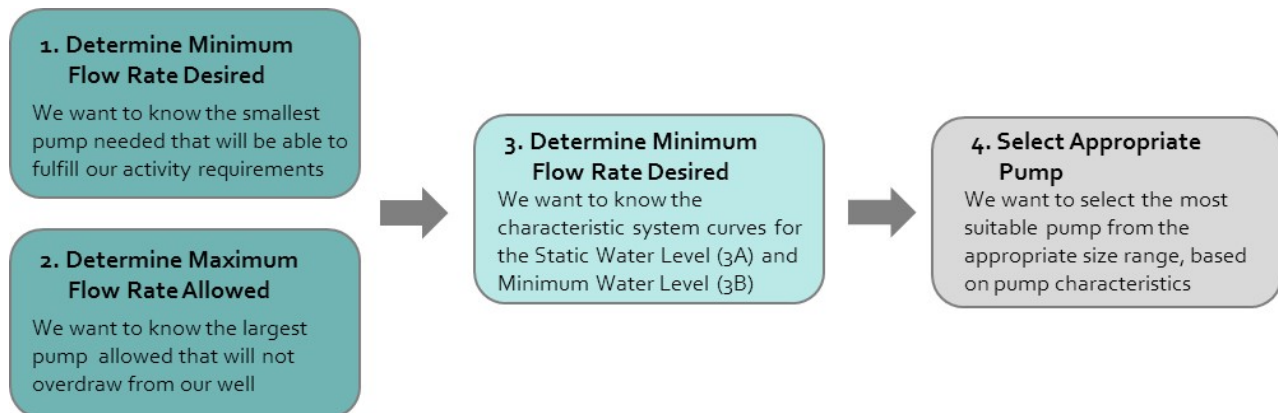 1. Determine Minimum
Flow Rate Desired
We want to know the smallest
pump needed that will be able to
fulfill our activity requirements
2. Determine Maximum
Flow Rate Allowed
We want to know the largest
pump allowed that will not
overdraw from our well
3. Determine Minimum
Flow Rate Desired
We want to know the
characteristic system curves for
the Static Water Level (3A) and
Minimum Water Level (3B)
4. Select Appropriate
Pump
We want to select the most
suitable pump from the
appropriate size range, based
on pump characteristics